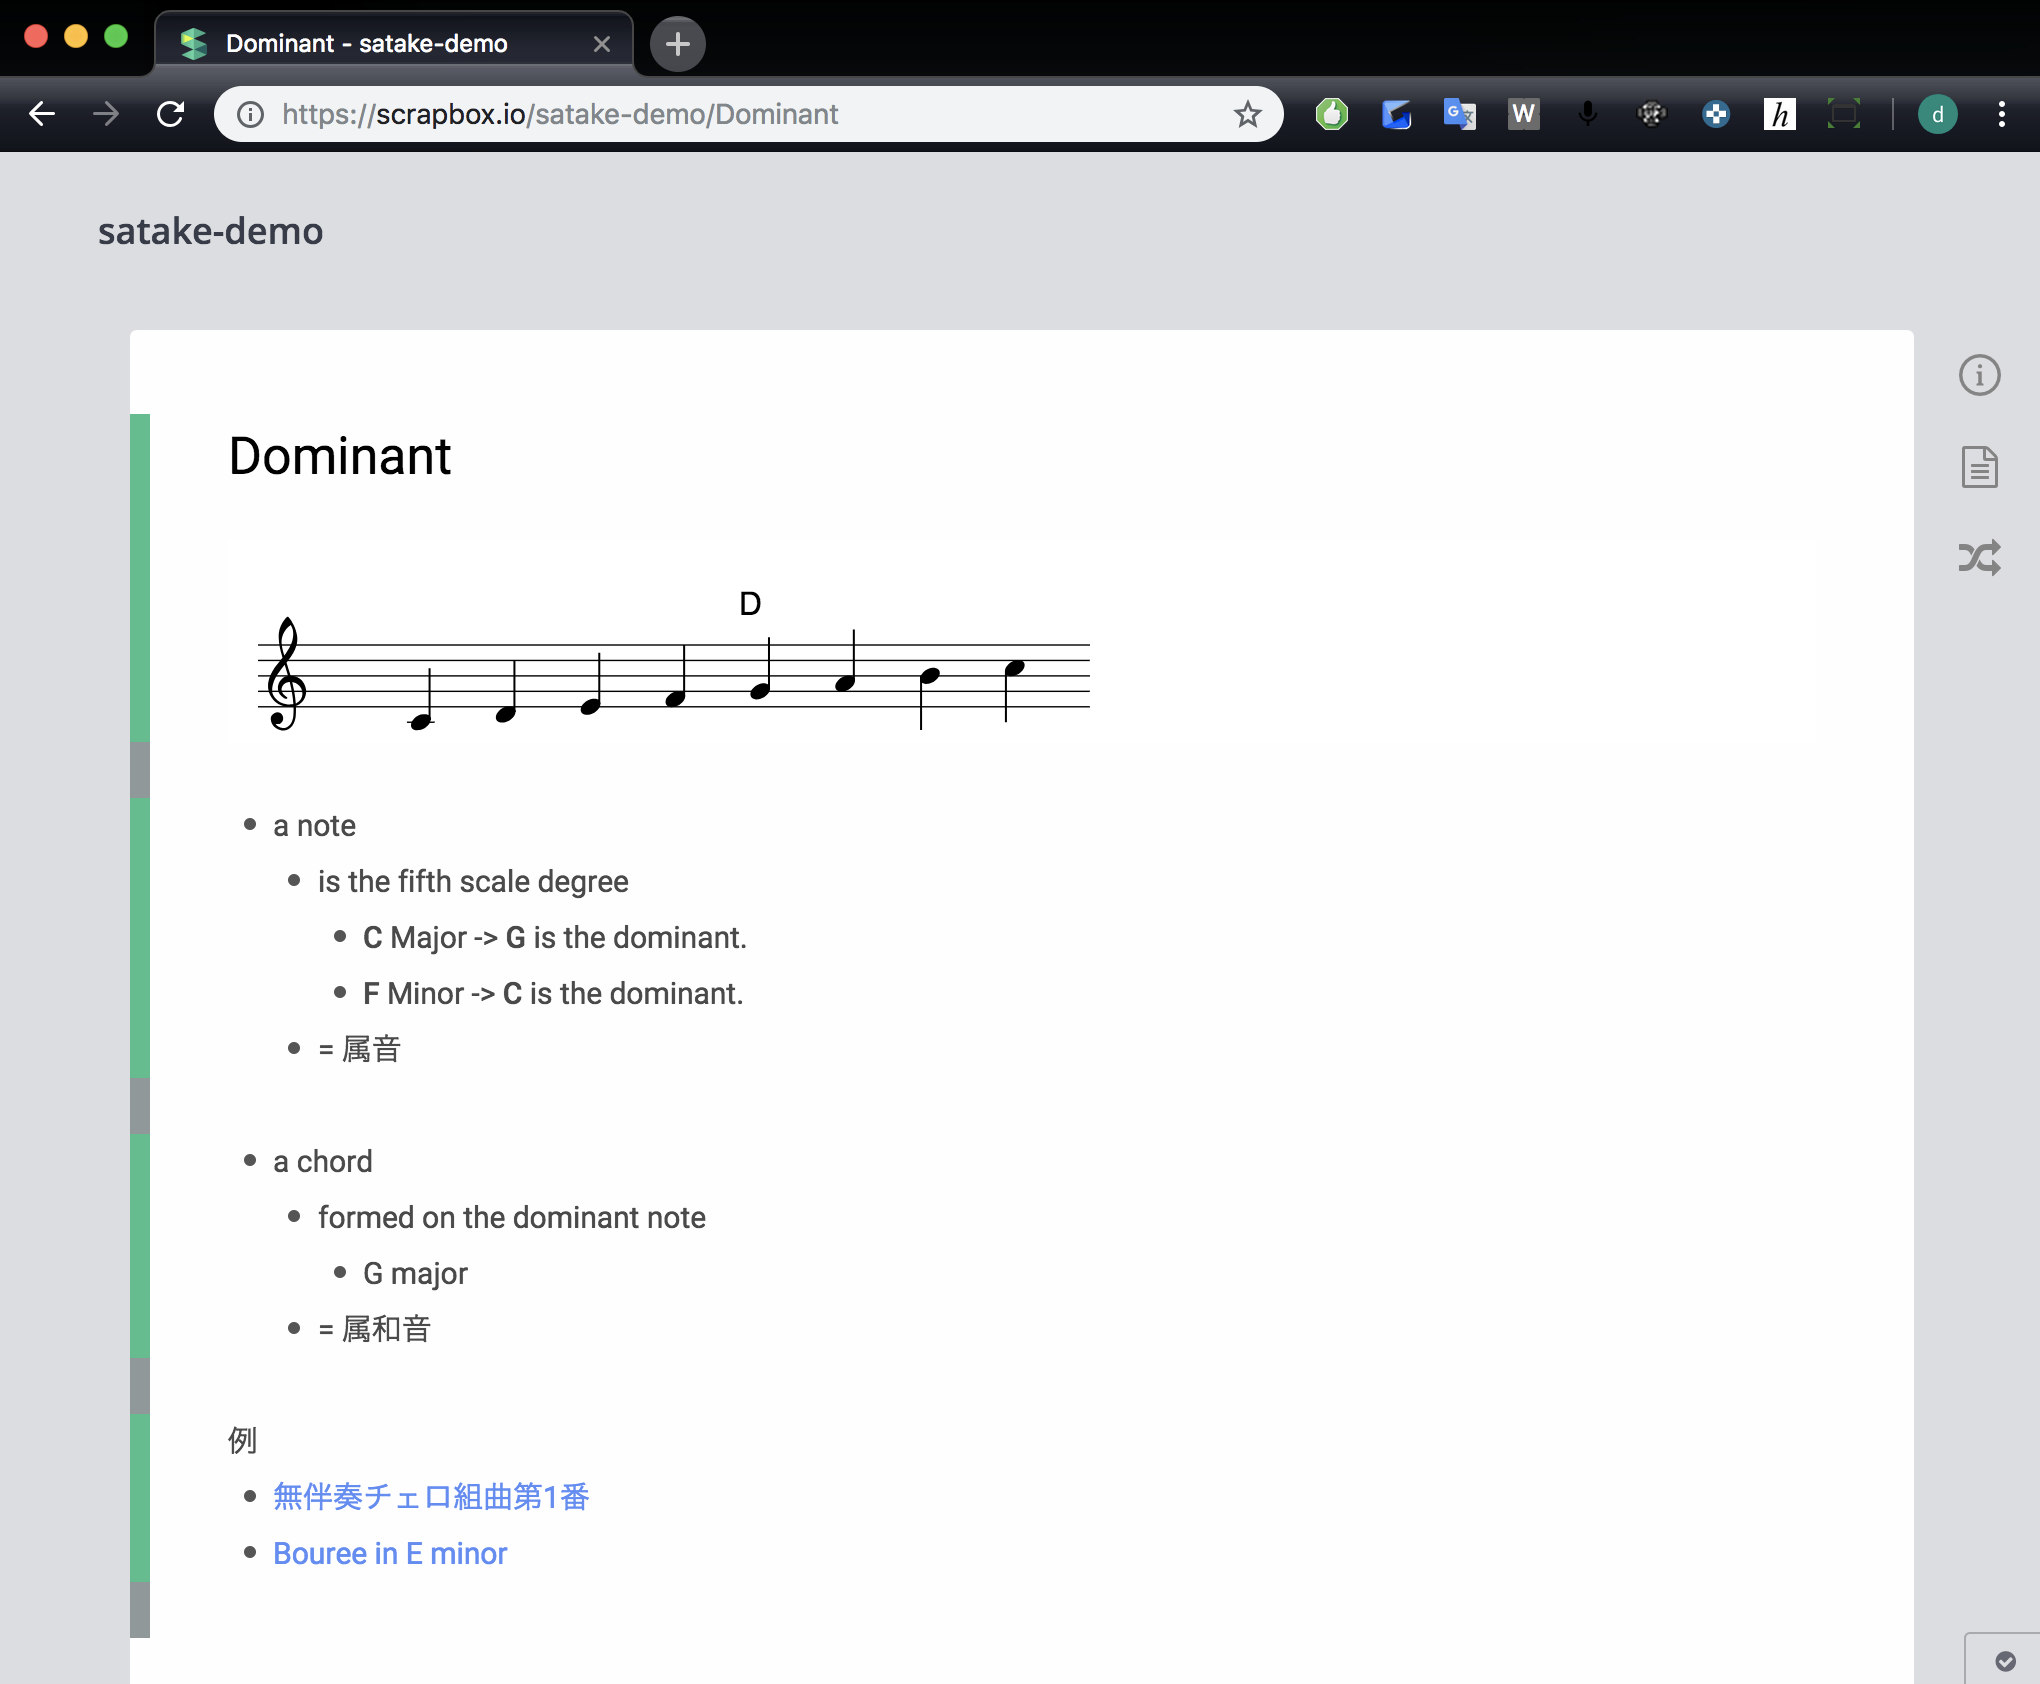 Dominant - satake-demo
https://scrapbox.io/satake-demo/Dominant
W
h
d
satake-demo
Dominant
D
a note
is the fifth scale degree
C Major -> G is the dominant.
F Minor -> C is the dominant.
= 属音
a chord
formed on the dominant note
G major
= 属和音
例
無伴奏チェロ組曲第1番
Bouree in E minor